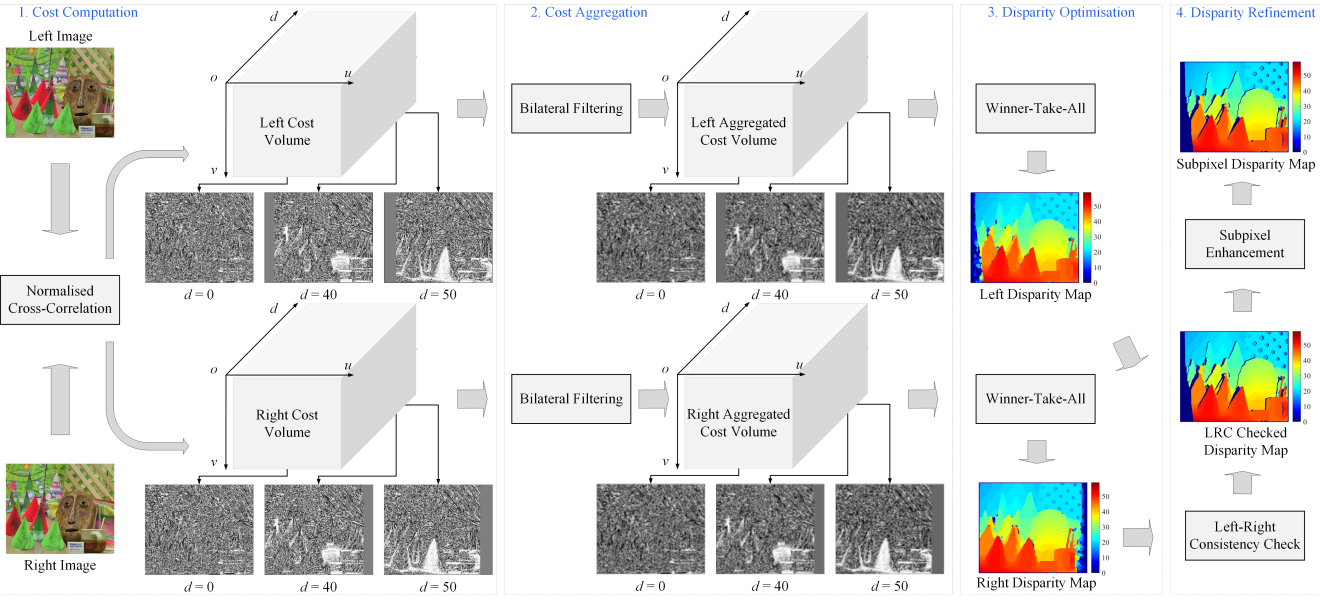 1. Cost Computation
Left Image
Normalised
Cross-Correlation
Right Image
d
o
u
v
Left Cost
Volume
d = 0
d = 40
d = 50
d
o
u
v
Right Cost
Volume
d = 0
d = 40
d = 50
2. Cost Aggregation
Bilateral Filtering
d
o
u
v
Left Aggregated
Cost Volume
d = 0
d = 40
d = 50
Bilateral Filtering
d
o
u
v
Right Aggregated
Cost Volume
d = 0
d = 40
d = 50
3. Disparity Optimisation
Winner-Take-All
50
40
30
20
10
0
Left Disparity Map
Winner-Take-All
50
40
30
20
10
0
Right Disparity Map
4. Disparity Refinement
50
40
30
20
10
0
Subpixel Disparity Map
Subpixel
Enhancement
50
40
30
20
10
0
LRC Checked
Disparity Map
Left-Right
Consistency Check